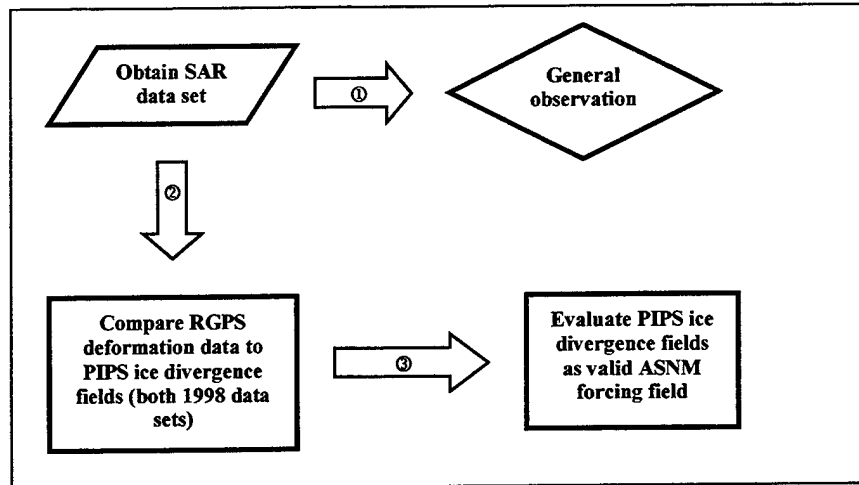 Obtain SAR
data set
①
General
observation
②
Compare RGPS
deformation data to
PIPS ice divergence
fields (both 1998 data
sets)
③
Evaluate PIPS ice
divergence fields
as valid ASNM
forcing field